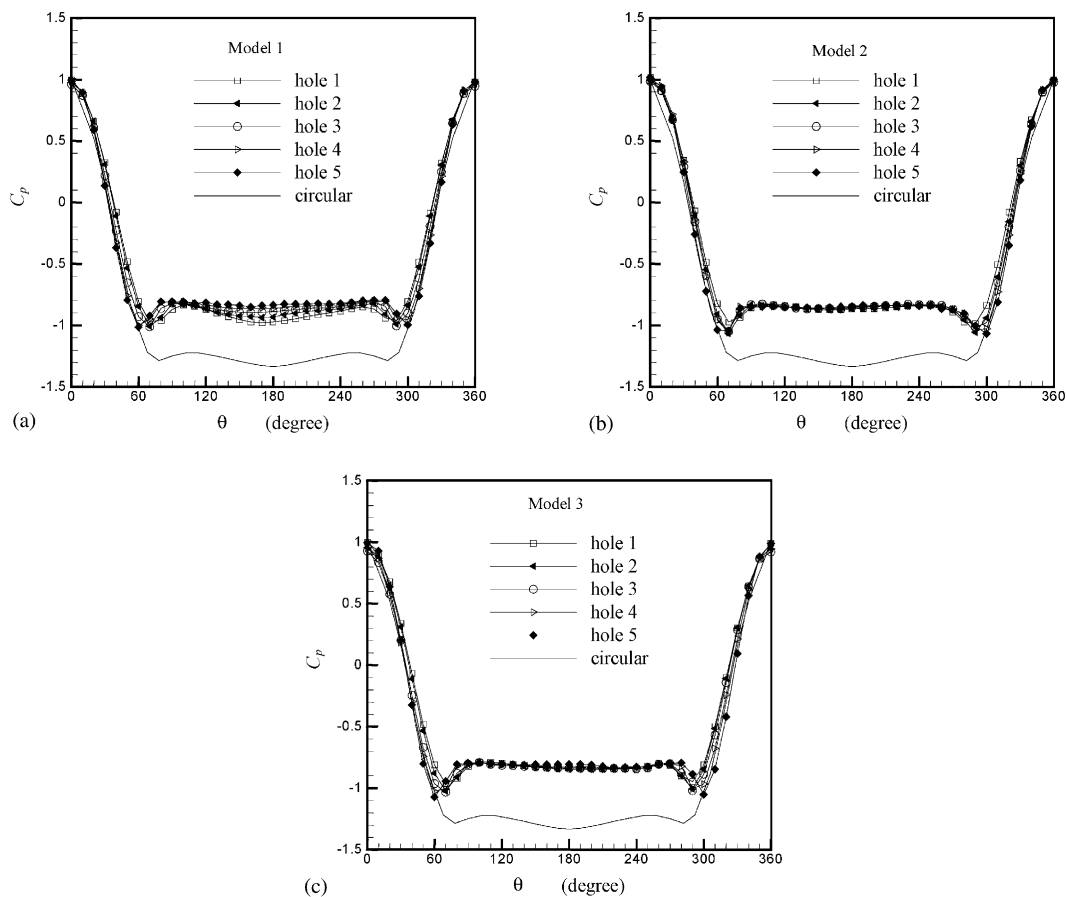 Model 1
hole 1
hole 2
hole 3
hole 4
hole 5
circular
1.5
1
0.5
0
-0.5
-1
-1.5
Cp
0 60 120 180 240 300 360
(a) θ (degree)
Model 2
hole 1
hole 2
hole 3
hole 4
hole 5
circular
1.5
1
0.5
0
-0.5
-1
-1.5
Cp
0 60 120 180 240 300 360
(b) θ (degree)
Model 3
hole 1
hole 2
hole 3
hole 4
hole 5
circular
1.5
1
0.5
0
-0.5
-1
-1.5
Cp
0 60 120 180 240 300 360
(c) θ (degree)